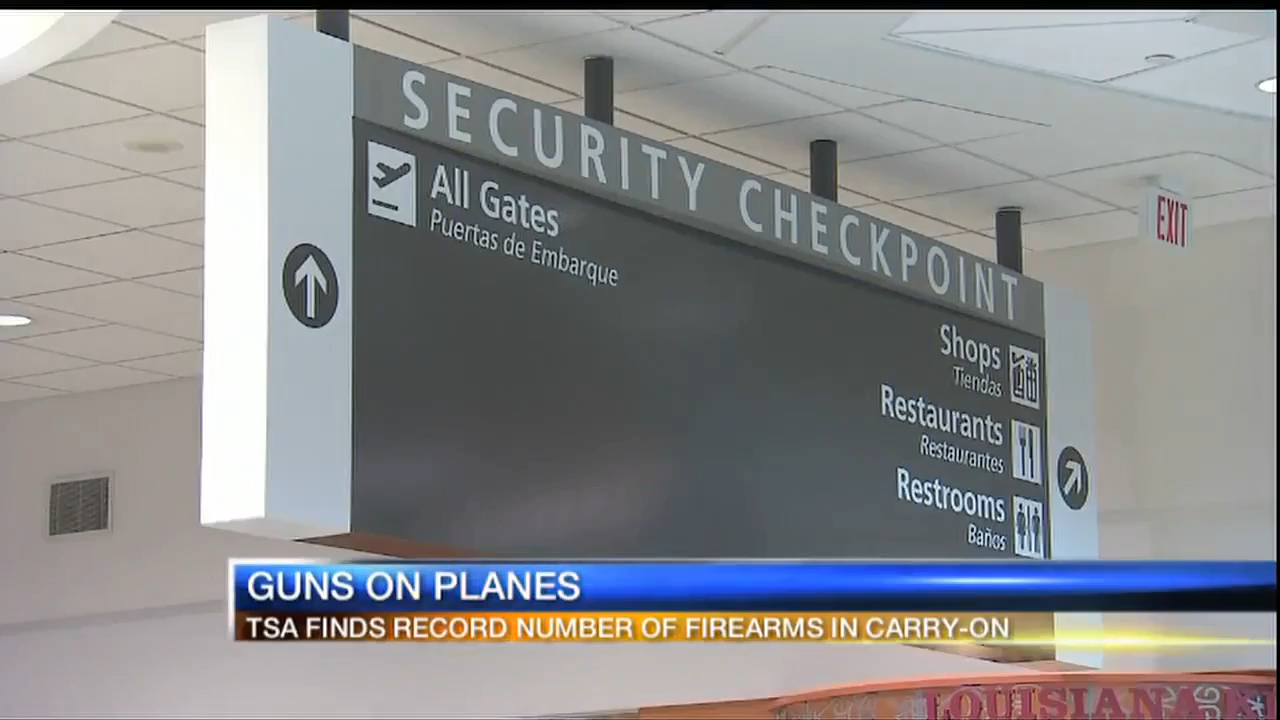 SECURITY CHECKPOINT
All Gates
Puertas de Embarque
EXIT
Shops
Tiendas
Restaurants
Restaurantes
Restrooms
Baños
GUNS ON PLANES
TSA FINDS RECORD NUMBER OF FIREARMS IN CARRY-ON
LOUISIANA